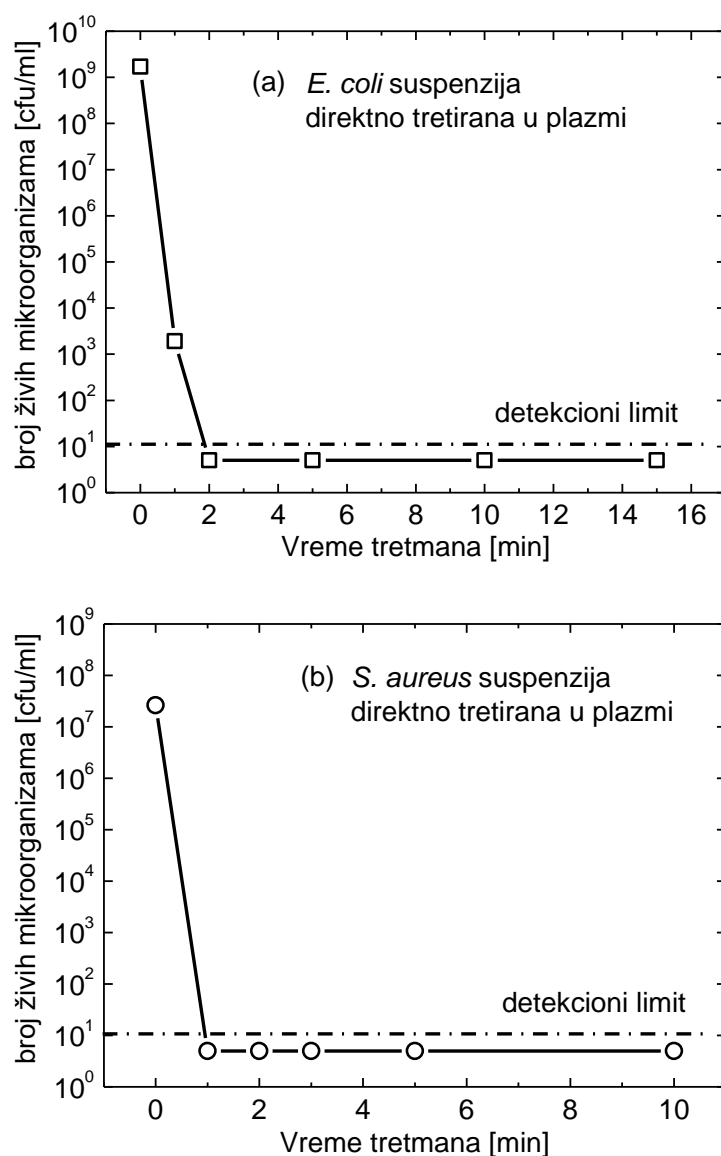 10^10
10^9
10^8
10^7
10^6
10^5
10^4
10^3
10^2
10^1
10^0
broj živih mikroorganizama [cfu/ml]
(a) E. coli suspenzija
direktno tretirana u plazmi
detekcioni limit
0 2 4 6 8 10 12 14 16
Vreme tretmana [min]
10^9
10^8
10^7
10^6
10^5
10^4
10^3
10^2
10^1
10^0
broj živih mikroorganizama [cfu/ml]
(b) S. aureus suspenzija
direktno tretirana u plazmi
detekcioni limit
0 2 4 6 8 10
Vreme tretmana [min]